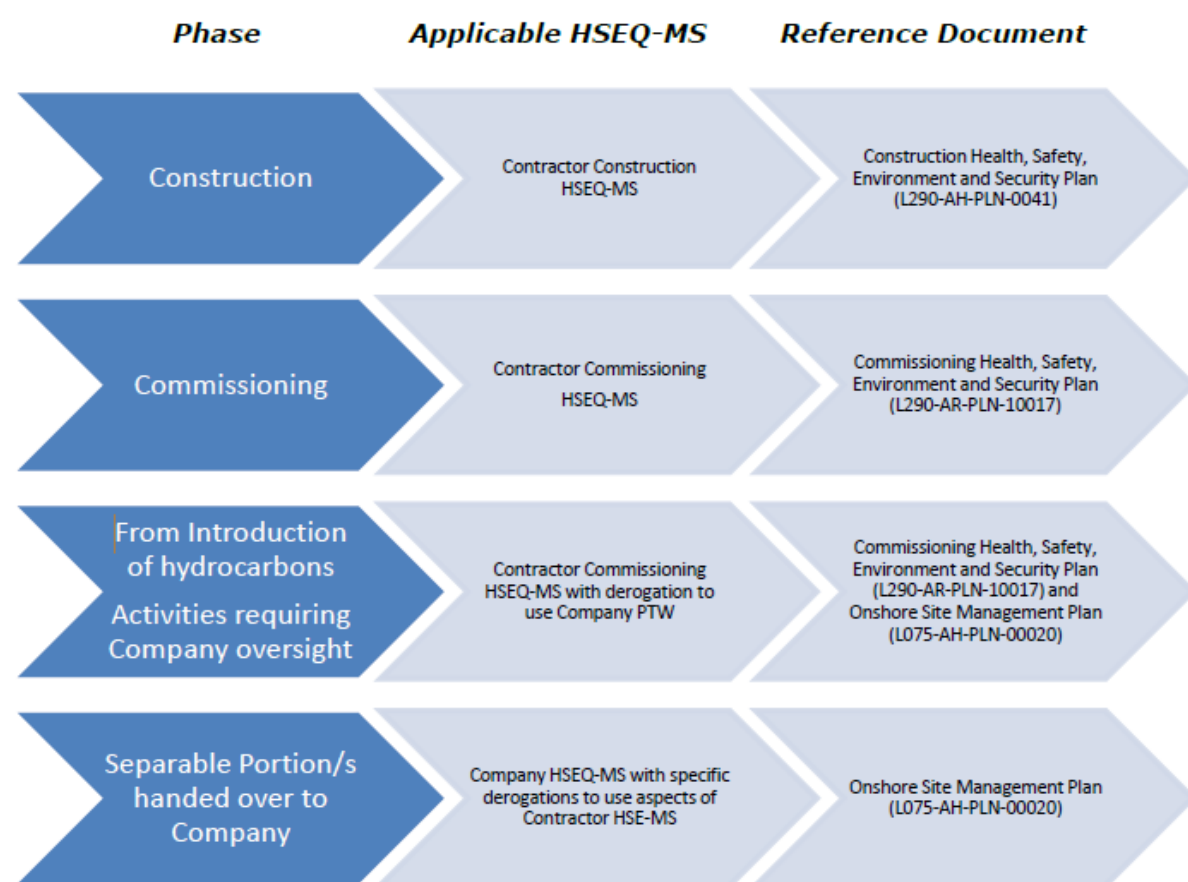 Phase Applicable HSEQ-MS Reference Document
Construction
Contractor Construction
HSEQ-MS
Construction Health, Safety,
Environment and Security Plan
(L290-AH-PLN-0041)
Commissioning
Contractor Commissioning
HSEQ-MS
Commissioning Health, Safety,
Environment and Security Plan
(L290-AR-PLN-10017)
From Introduction
of hydrocarbons
Activities requiring
Company oversight
Contractor Commissioning
HSEQ-MS with derogation to
use Company PTW
Commissioning Health, Safety,
Environment and Security Plan
(L290-AR-PLN-10017) and
Onshore Site Management Plan
(L075-AH-PLN-00020)
Separable Portion/s
handed over to
Company
Company HSEQ-MS with specific
derogations to use aspects of
Contractor HSE-MS
Onshore Site Management Plan
(L075-AH-PLN-00020)